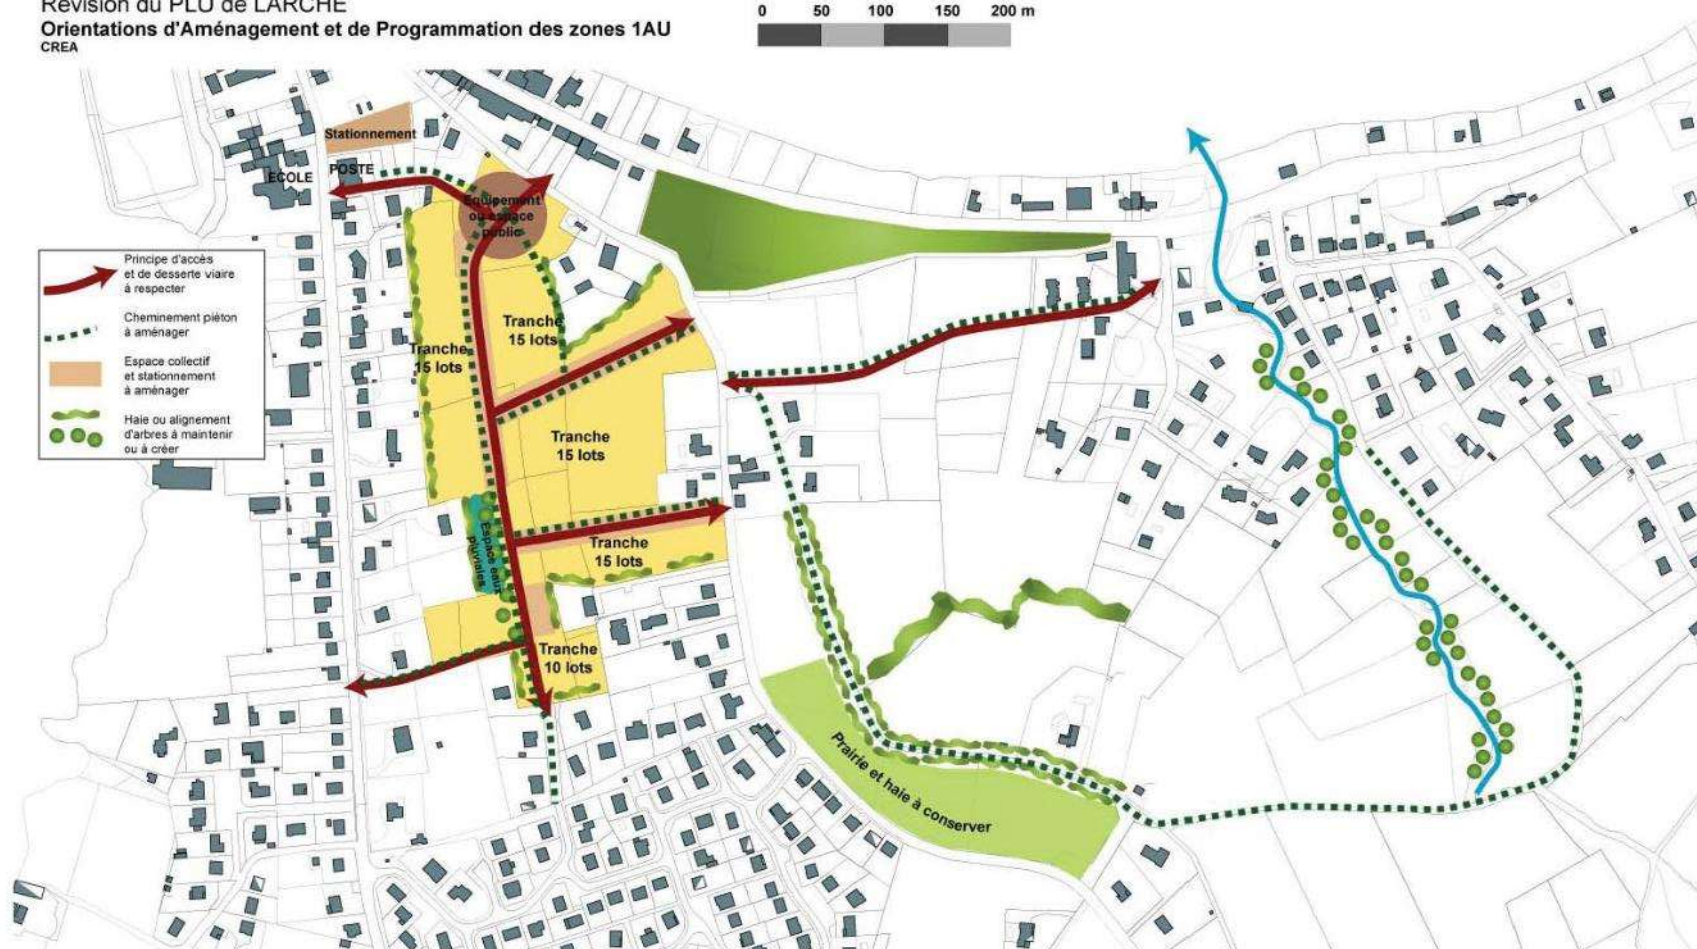 Révision du PLU de LARCHE
Orientations d'Aménagement et de Programmation des zones 1AU
CREA
0 50 100 150 200 m
Stationnement
ECOLE
POSTE
Equipement
ou espace
public
Principe d'accès
et de desserte viaire
à respecter
Cheminement piéton
à aménager
Espace collectif
et stationnement
à aménager
Haie ou alignement
d'arbres à maintenir
ou à créer
Tranche
15 lots
Tranche
15 lots
Tranche
15 lots
Espace eaux
pluviales
Tranche
15 lots
Tranche
10 lots
Prairie et haie à conserver